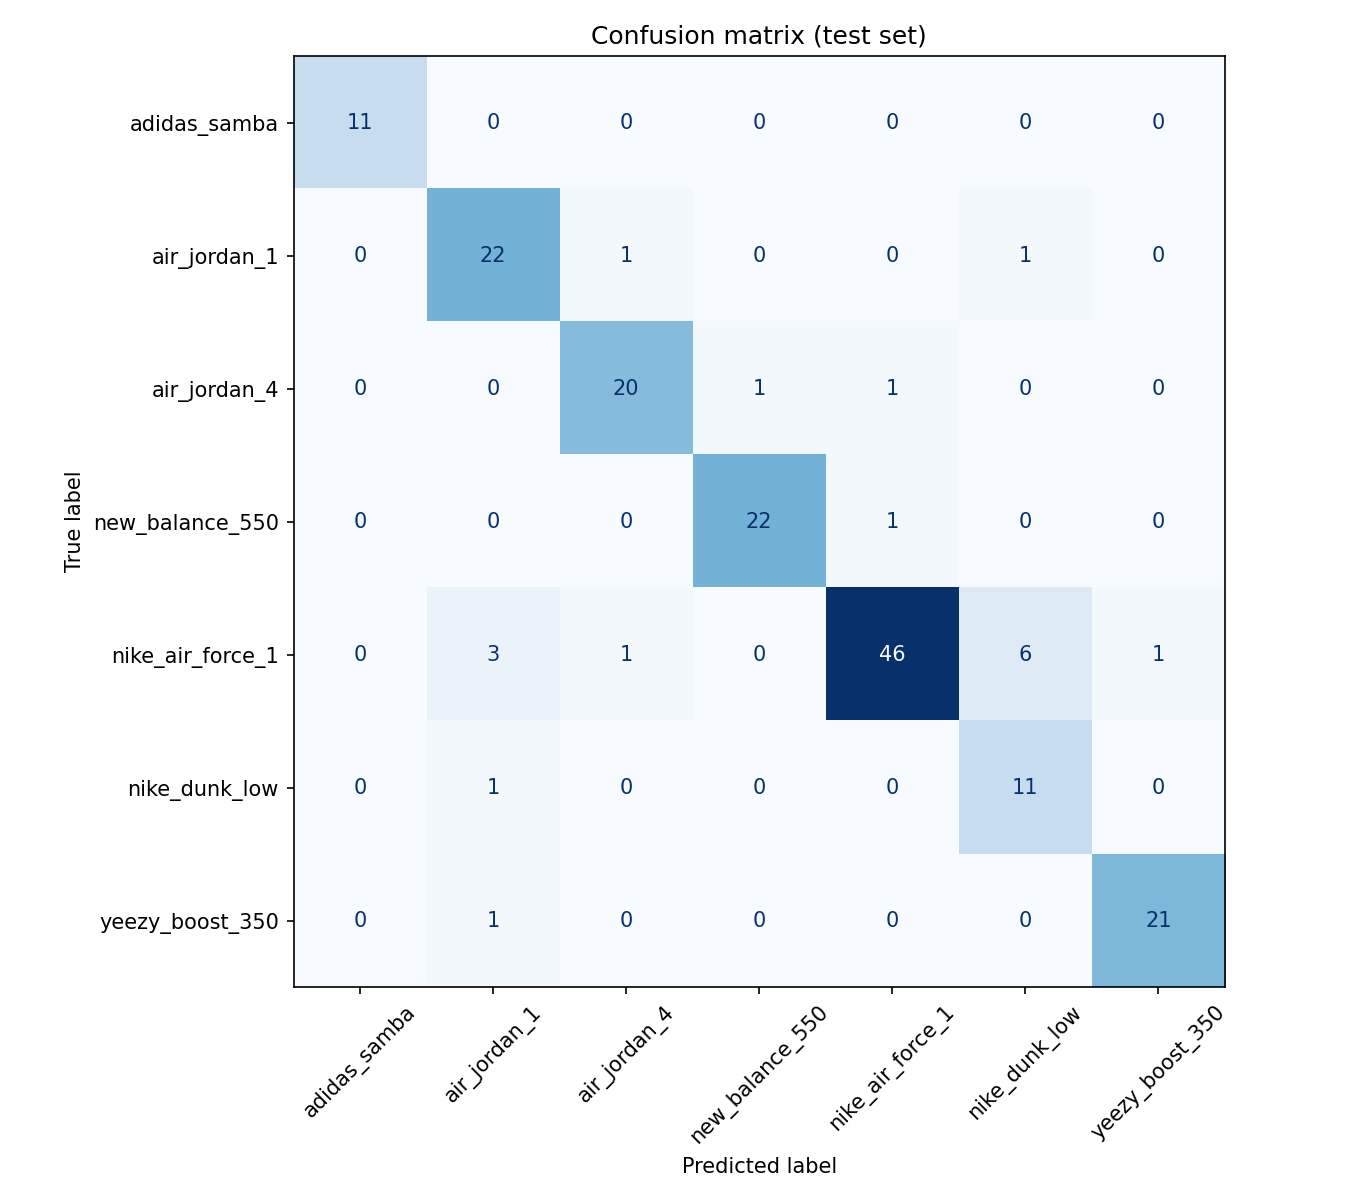 Confusion matrix (test set)
True label
adidas_samba 11 0 0 0 0 0 0
air_jordan_1 0 22 1 0 0 1 0
air_jordan_4 0 0 20 1 1 0 0
new_balance_550 0 0 0 22 1 0 0
nike_air_force_1 0 3 1 0 46 6 1
nike_dunk_low 0 1 0 0 0 11 0
yeezy_boost_350 0 1 0 0 0 0 21
adidas_samba air_jordan_1 air_jordan_4 new_balance_550 nike_air_force_1 nike_dunk_low yeezy_boost_350
Predicted label